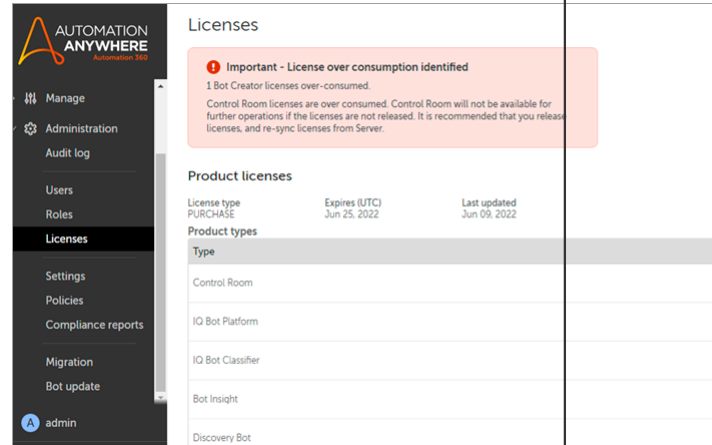 AUTOMATION
ANYWHERE
Automation 360
Manage
Administration
Audit log
Users
Roles
Licenses
Settings
Policies
Compliance reports
Migration
Bot update
A admin
Licenses
Important - License over consumption identified
1 Bot Creator licenses over-consumed.
Control Room licenses are over consumed. Control Room will not be available for
further operations if the licenses are not released. It is recommended that you release
licenses, and re-sync licenses from Server.
Product licenses
License type Expires (UTC) Last updated
PURCHASE Jun 25, 2022 Jun 09, 2022
Product types
Type
Control Room
IQ Bot Platform
IQ Bot Classifier
Bot Insight
Discovery Bot